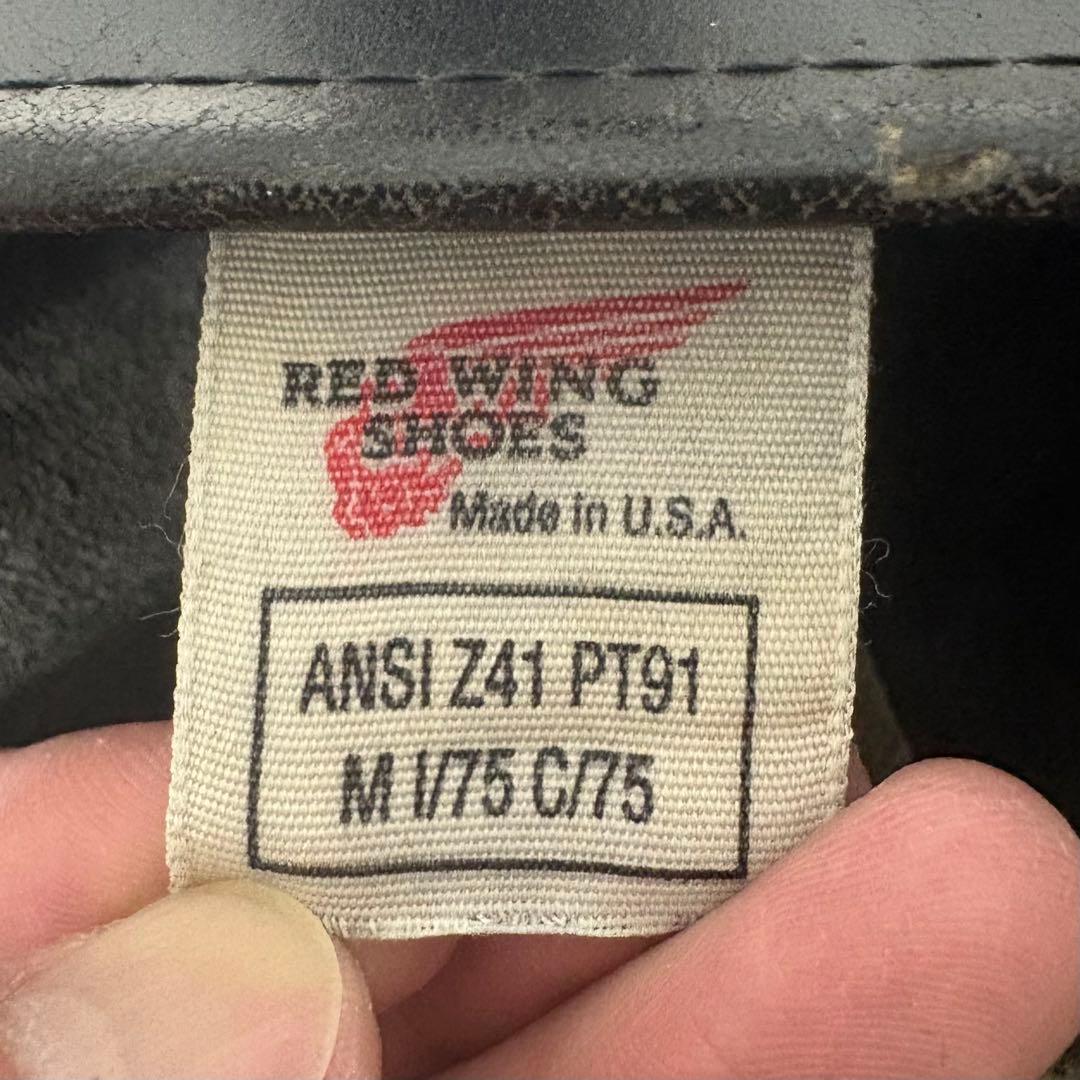 RED WING
SHOES
Made in U.S.A.
ANSI Z41 PT91
M I/75 C/75